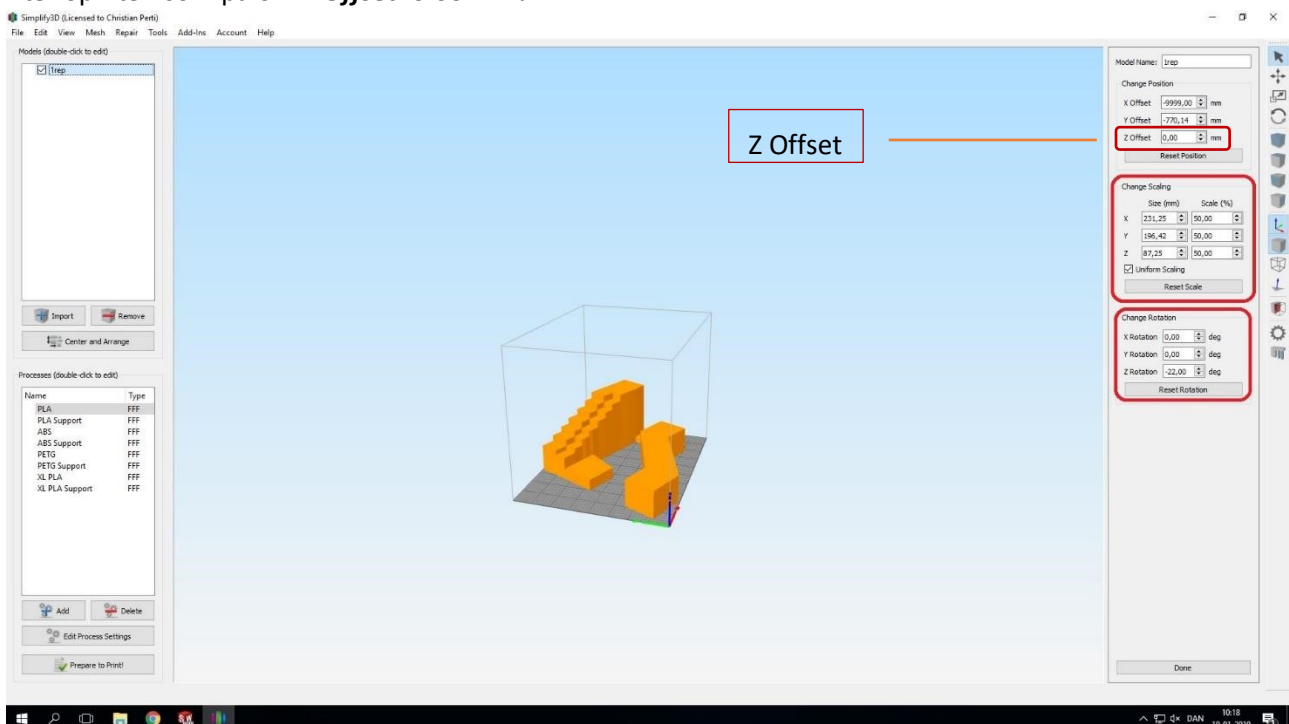 Simplify3D (Licensed to Christian Perti)
File Edit View Mesh Repair Tools Add-Ins Account Help
Models (double-click to edit)
1rep
Import Remove
Center and Arrange
Processes (double-click to edit)
Name Type
PLA FFF
PLA Support FFF
ABS FFF
ABS Support FFF
PETG FFF
PETG Support FFF
XL PLA FFF
XL PLA Support FFF
Add Delete
Edit Process Settings
Prepare to Print!
Z Offset
Model Name: 1rep
Change Position
X Offset -9999,00 mm
Y Offset -770,14 mm
Z Offset 0,00 mm
Reset Position
Change Scaling
Size (mm) Scale (%)
X 231,25 50,00
Y 196,42 50,00
Z 87,25 50,00
Uniform Scaling
Reset Scale
Change Rotation
X Rotation 0,00 deg
Y Rotation 0,00 deg
Z Rotation -22,00 deg
Reset Rotation
Done
DAN
10:18